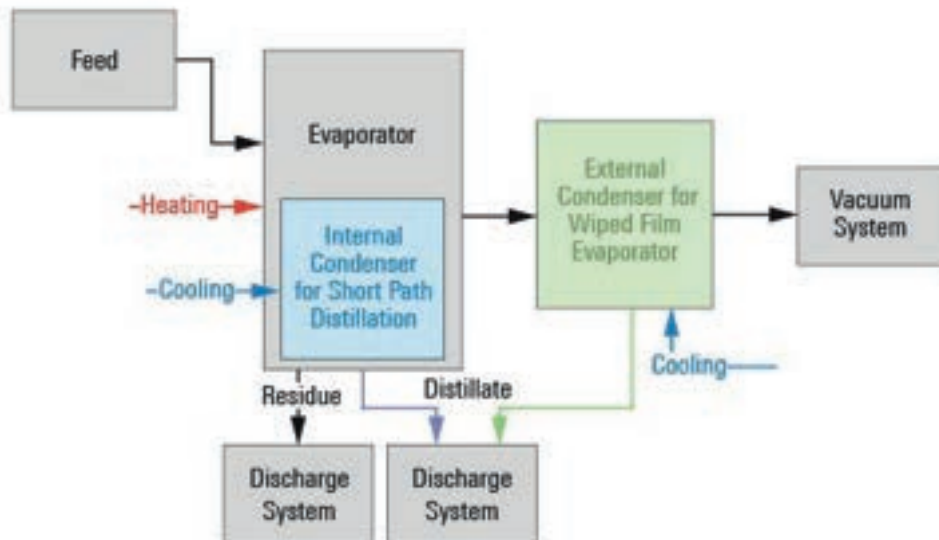 Feed
Evaporator
Heating
Cooling
Internal
Condenser
for Short Path
Distillation
External
Condenser for
Wiped Film
Evaporator
Vacuum
System
Cooling
Residue
Distillate
Discharge
System
Discharge
System